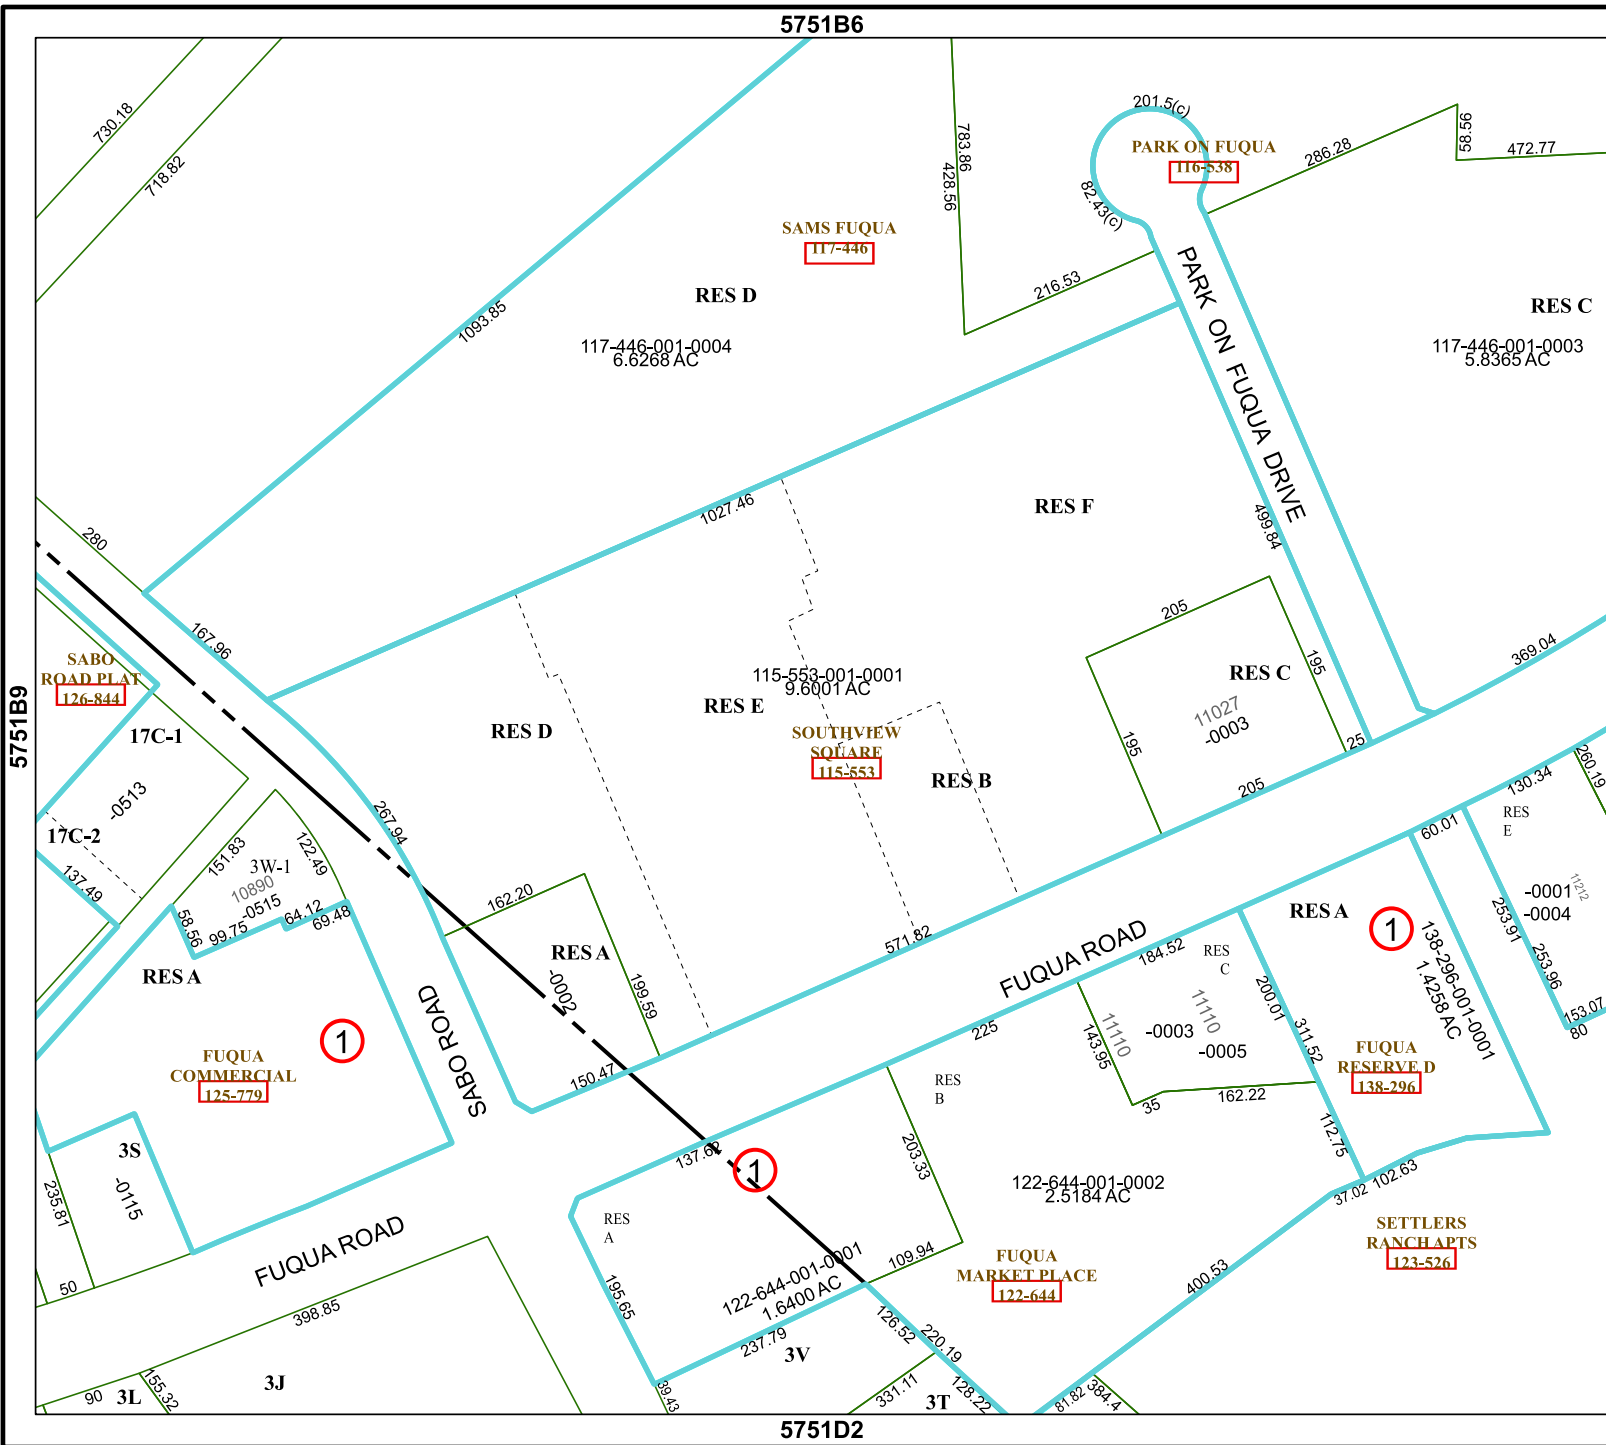 5751B6
730.18
718.82
201.5(c)
783.86
428.56
PARK ON FUQUA
116-538
82.43(c)
286.28
58.56
472.77
SAMS FUQUA
117-446
RES D
1093.85
117-446-001-0004
6.6268 AC
216.53
PARK ON FUQUA DRIVE
RES C
117-446-001-0003
5.8365 AC
5751B9
280
167.96
1027.46
RES F
499.84
205
195
RES C
11027
-0003
195
25
205
369.04
SABO
ROAD PLAT
126-844
17C-1
-0513
17C-2
137.49
267.94
RES D
RES E
115-553-001-0001
9.6001 AC
SOUTHVIEW
SQUARE
115-553
RES B
571.82
151.83
122.49
3W-1
10890
-0515
58.56
99.75
64.12
69.48
RES A
162.20
RES A
-0002
199.59
150.47
FUQUA ROAD
SABO ROAD
FUQUA
COMMERCIAL
125-779
1
184.52
RES
C
225
143.95
11110
11110
-0003
-0005
35
162.22
200.01
311.52
112.75
RES A
1
60.01
130.34
260.19
RES
E
11212
-0001
-0004
253.91
253.96
153.07
80
138-296-001-0001
1.4258 AC
FUQUA
RESERVE D
138-296
3S
-0115
235.81
50
FUQUA ROAD
398.85
90
3L
155.32
3J
137.62
1
RES
B
203.33
RES
A
195.65
122-644-001-0001
1.6400 AC
109.94
237.79
3V
39.43
122-644-001-0002
2.5184 AC
FUQUA
MARKET PLACE
122-644
126.52
220.19
331.11
128.22
3T
37.02
102.63
SETTLERS
RANCH APTS
123-526
400.53
81.82
384.4
5751D2